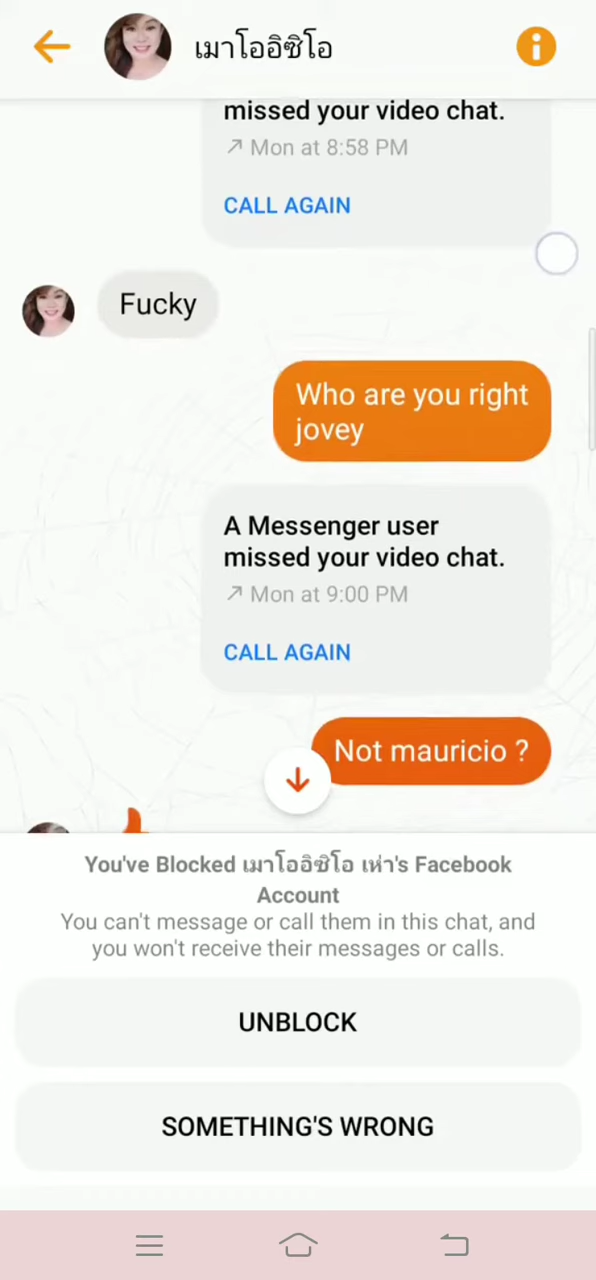 เมาโออิซิโอ
missed your video chat.
Mon at 8:58 PM
CALL AGAIN
Fucky
Who are you right
jovey
A Messenger user
missed your video chat.
Mon at 9:00 PM
CALL AGAIN
Not mauricio ?
You've Blocked เมาโออิซิโอ เห่า's Facebook
Account
You can't message or call them in this chat, and
you won't receive their messages or calls.
UNBLOCK
SOMETHING'S WRONG